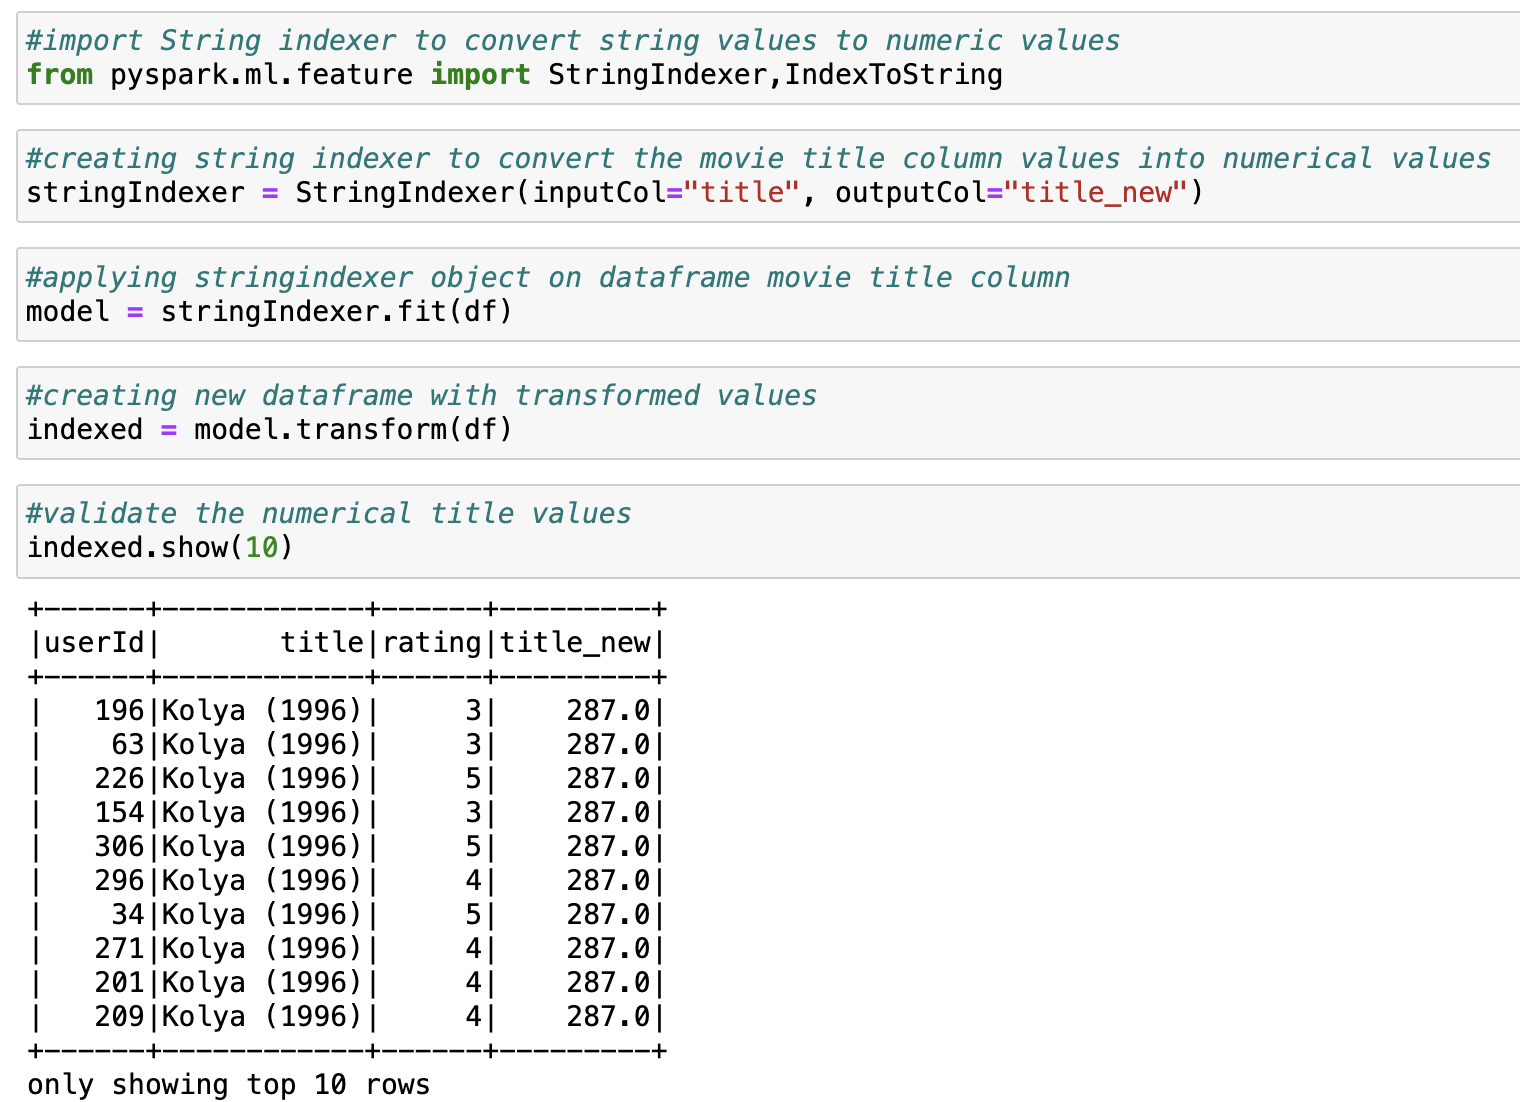 #import String indexer to convert string values to numeric values
from pyspark.ml.feature import StringIndexer,IndexToString
#creating string indexer to convert the movie title column values into numerical values
stringIndexer = StringIndexer(inputCol="title", outputCol="title_new")
#applying stringindexer object on dataframe movie title column
model = stringIndexer.fit(df)
#creating new dataframe with transformed values
indexed = model.transform(df)
#validate the numerical title values
indexed.show(10)
+------+------------+------+---------+
|userId|       title|rating|title_new|
+------+------------+------+---------+
|   196|Kolya (1996)|     3|    287.0|
|    63|Kolya (1996)|     3|    287.0|
|   226|Kolya (1996)|     5|    287.0|
|   154|Kolya (1996)|     3|    287.0|
|   306|Kolya (1996)|     5|    287.0|
|   296|Kolya (1996)|     4|    287.0|
|    34|Kolya (1996)|     5|    287.0|
|   271|Kolya (1996)|     4|    287.0|
|   201|Kolya (1996)|     4|    287.0|
|   209|Kolya (1996)|     4|    287.0|
+------+------------+------+---------+
only showing top 10 rows